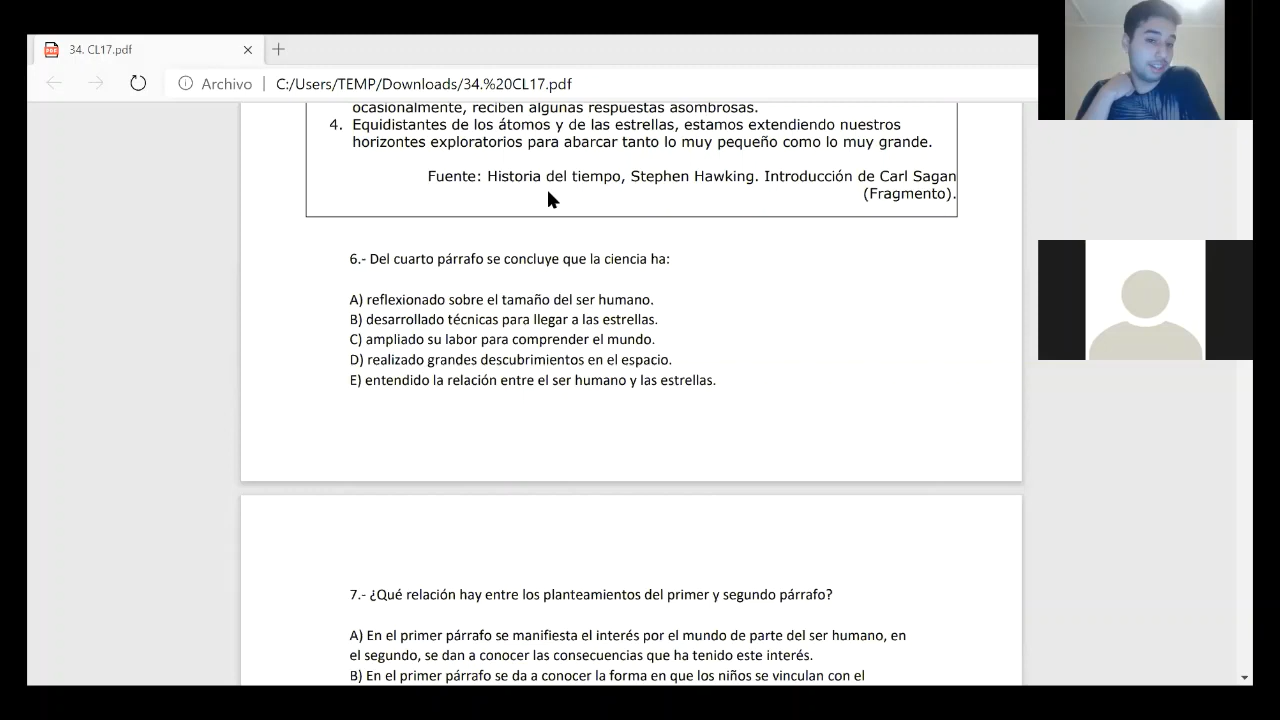 34. CL17.pdf
Archivo | C:/Users/TEMP/Downloads/34.%20CL17.pdf
ocasionalmente, reciben algunas respuestas asombrosas.
4. Equidistantes de los átomos y de las estrellas, estamos extendiendo nuestros
horizontes exploratorios para abarcar tanto lo muy pequeño como lo muy grande.
Fuente: Historia del tiempo, Stephen Hawking. Introducción de Carl Sagan
(Fragmento).
6.- Del cuarto párrafo se concluye que la ciencia ha:
A) reflexionado sobre el tamaño del ser humano.
B) desarrollado técnicas para llegar a las estrellas.
C) ampliado su labor para comprender el mundo.
D) realizado grandes descubrimientos en el espacio.
E) entendido la relación entre el ser humano y las estrellas.
7.- ¿Qué relación hay entre los planteamientos del primer y segundo párrafo?
A) En el primer párrafo se manifiesta el interés por el mundo de parte del ser humano, en
el segundo, se dan a conocer las consecuencias que ha tenido este interés.
B) En el primer párrafo se da a conocer la forma en que los niños se vinculan con el